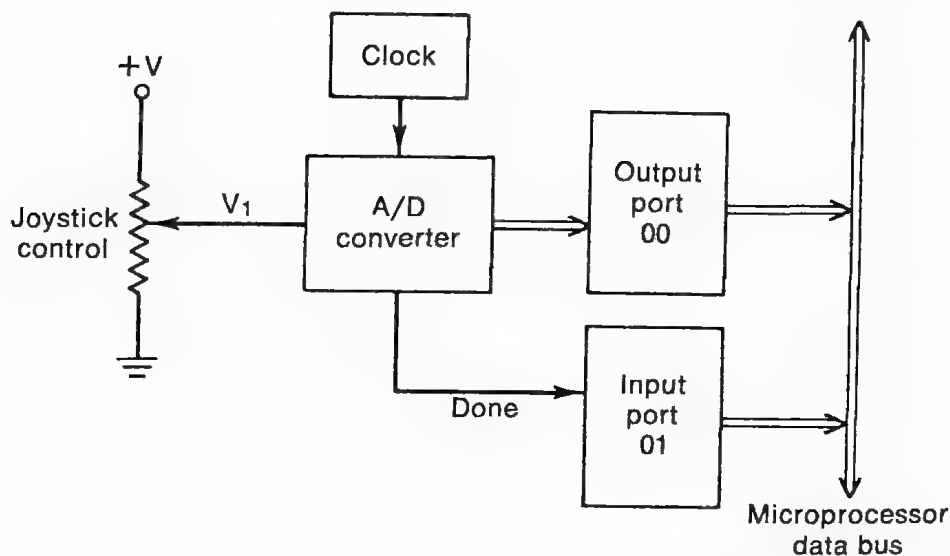 Clock
+V
Joystick
control
V1
A/D
converter
Output
port
00
Done
Input
port
01
Microprocessor
data bus